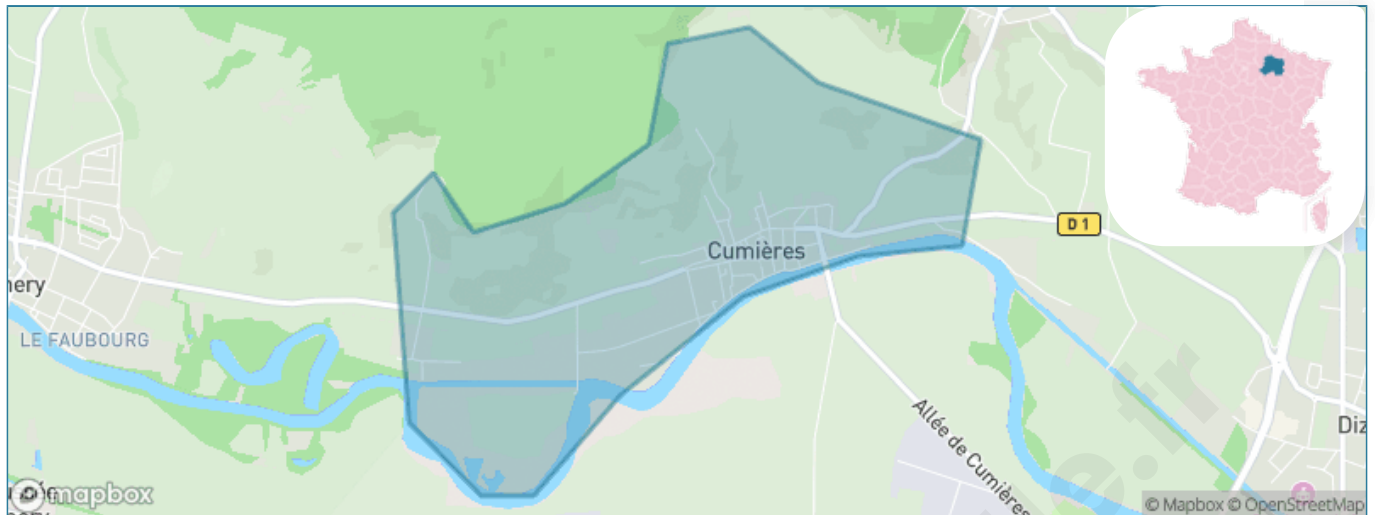 Cumières
D 1
nery
LE FAUBOURG
Allée de Cumières
Diz
mapbox
© Mapbox © OpenStreetMap